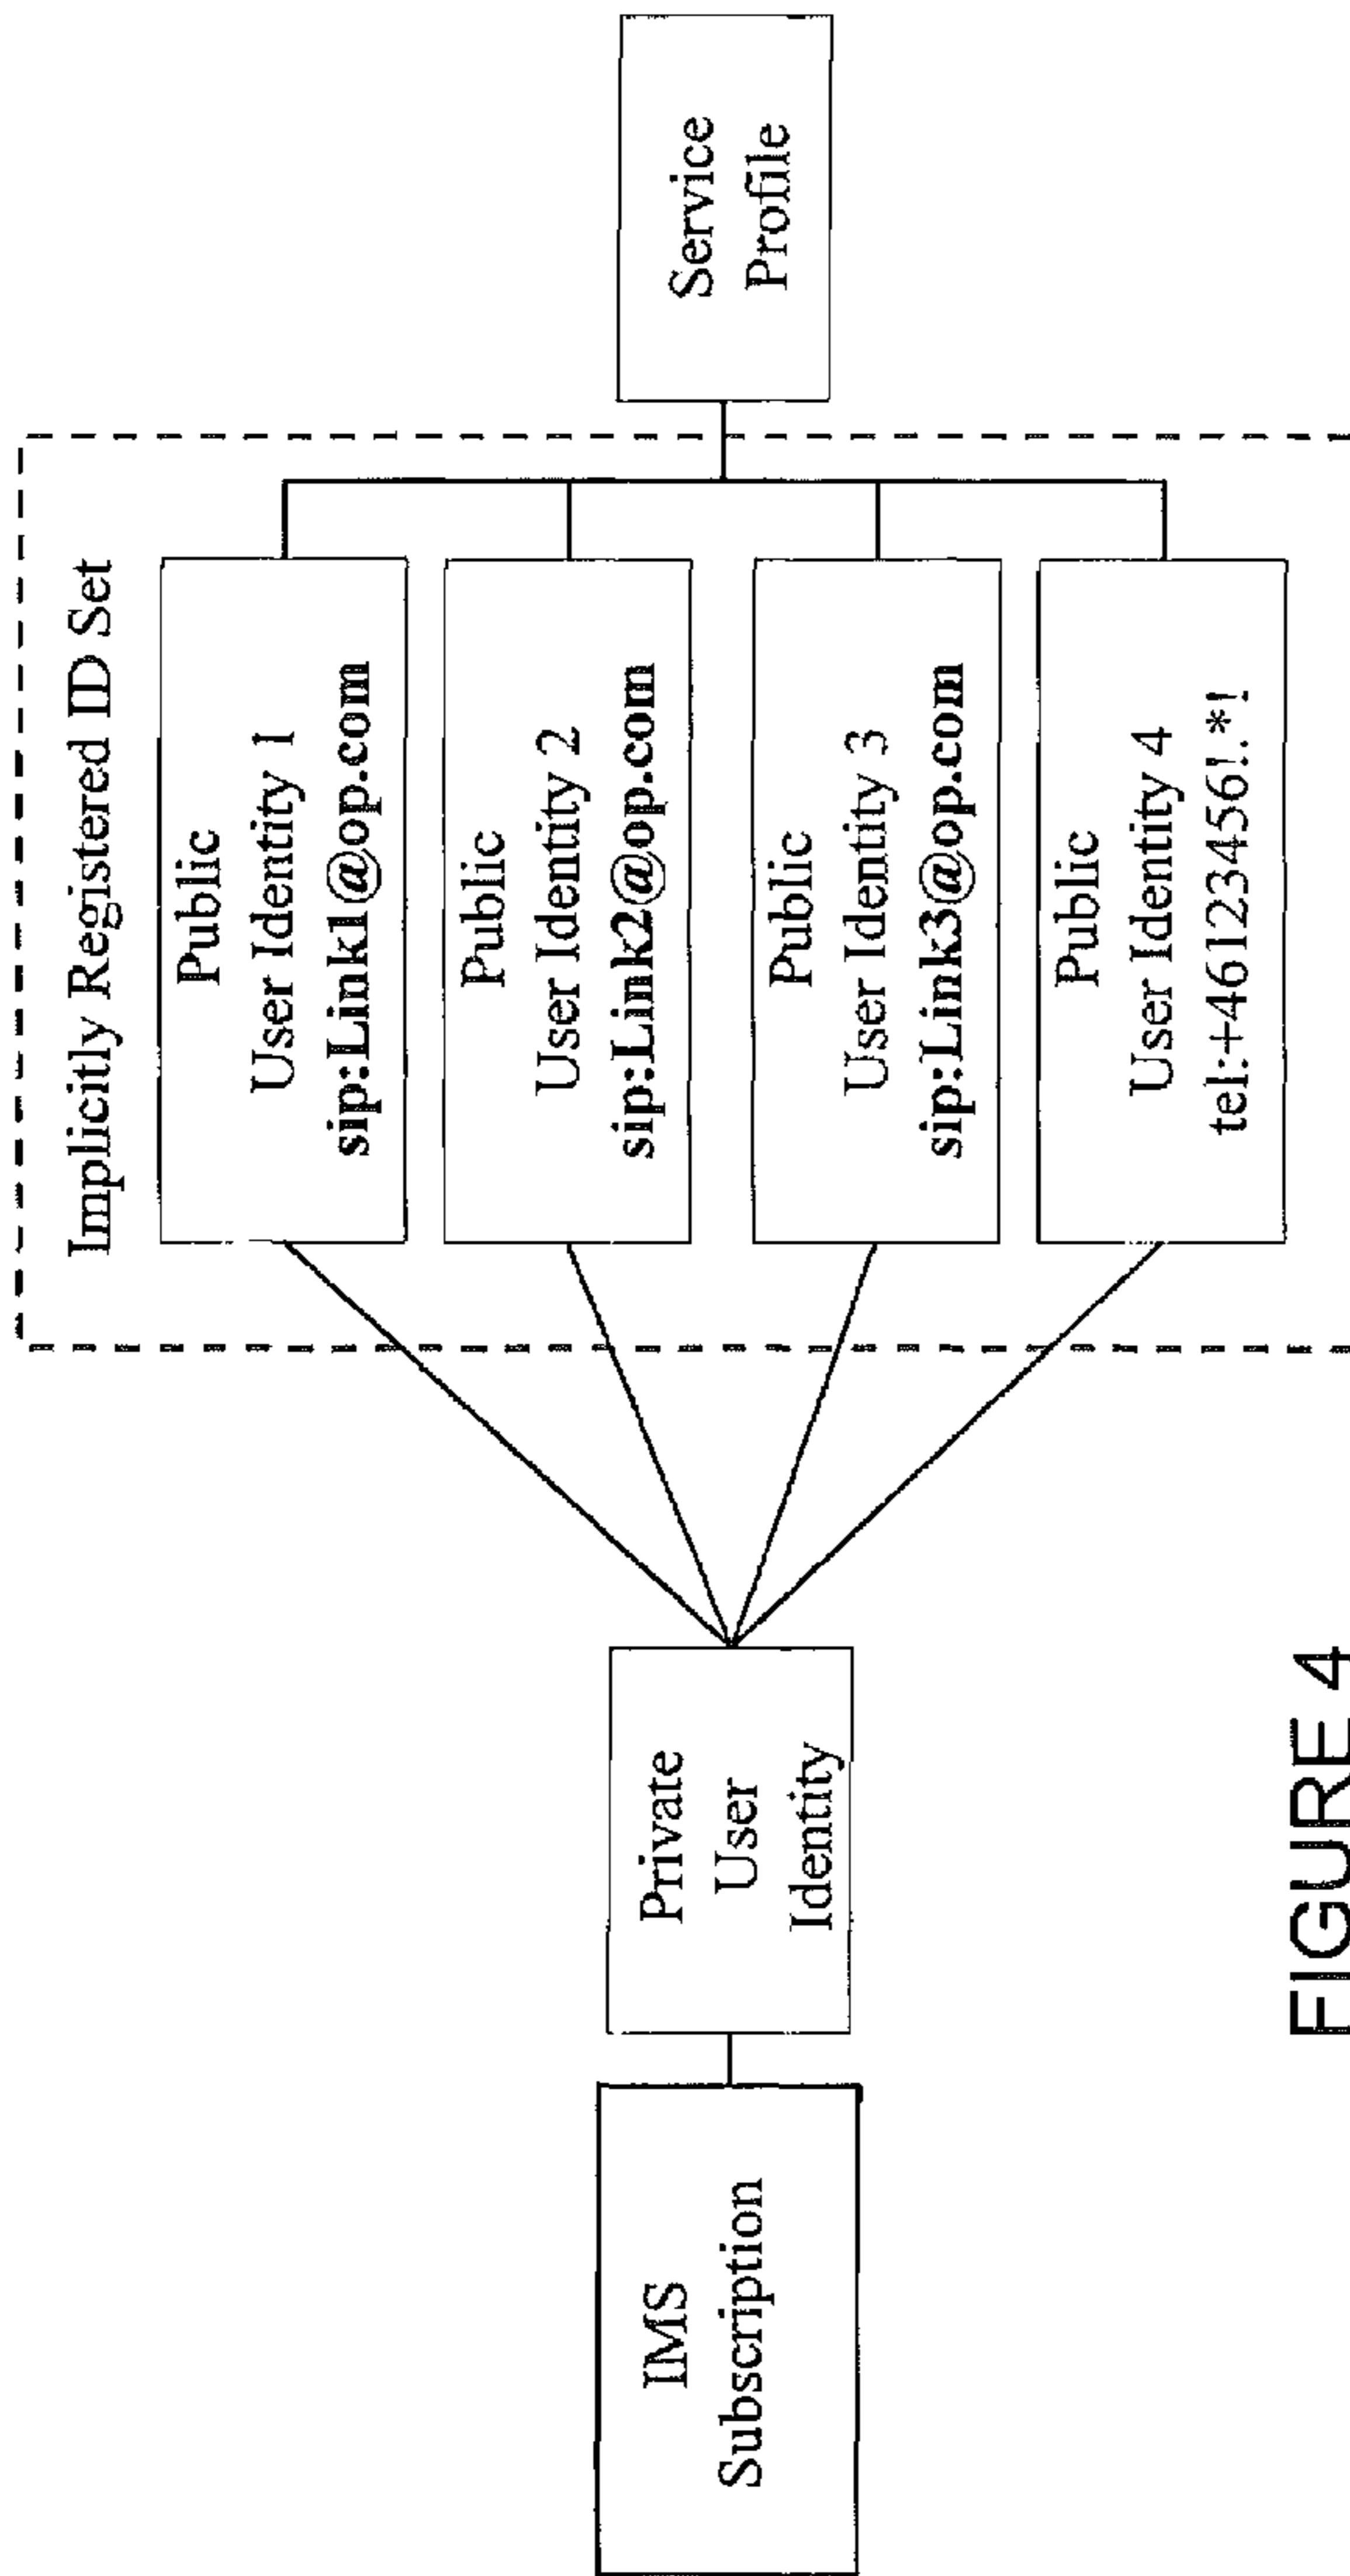 Implicitly Registered ID Set
IMS
Subscription
Private
User
Identity
Public
User Identity 1
sip:Link1@op.com
Public
User Identity 2
sip:Link2@op.com
Public
User Identity 3
sip:Link3@op.com
Public
User Identity 4
tel:+46123456!.*!
Service
Profile
FIGURE 4